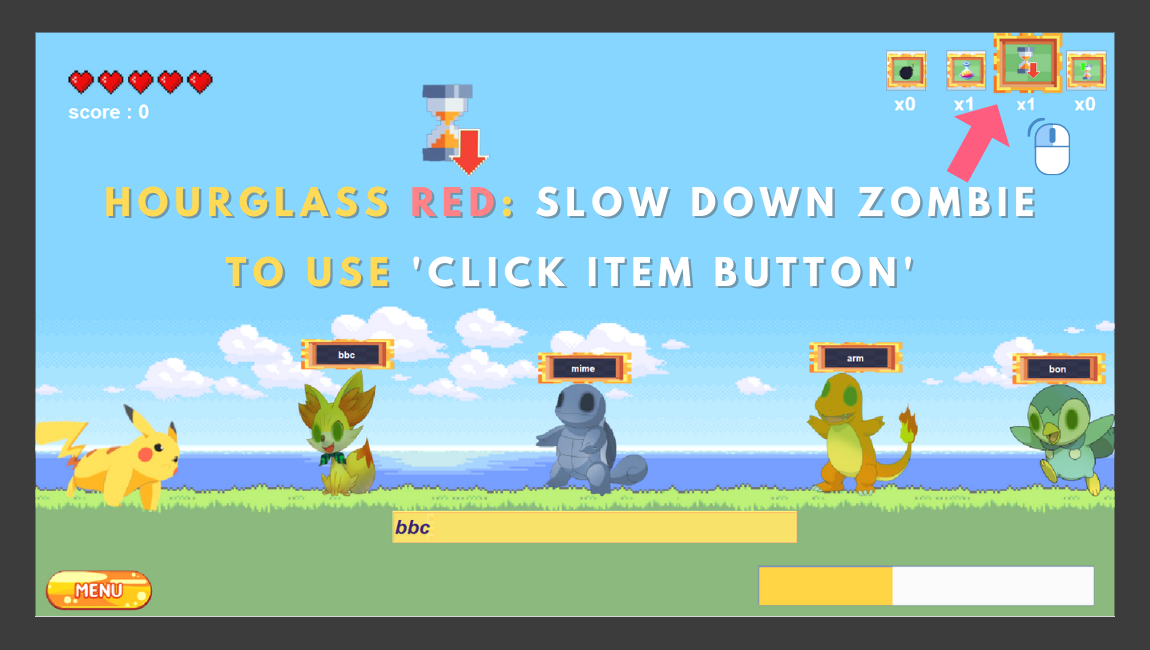 score : 0
x0 x1 x1 x0
HOURGLASS RED: SLOW DOWN ZOMBIE
TO USE 'CLICK ITEM BUTTON'
bbc
mime
arm
bon
bbc
MENU